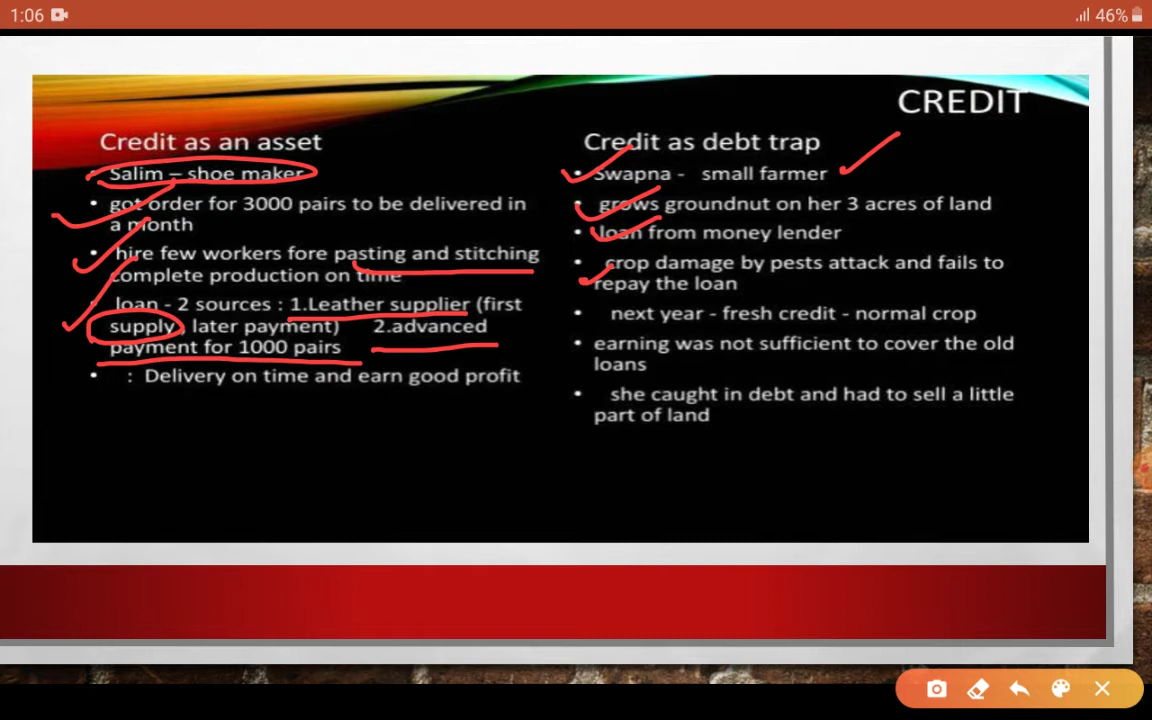 1:06
46%
CREDIT
Credit as an asset
• Salim – shoe maker
• got order for 3000 pairs to be delivered in
a month
• hire few workers fore pasting and stitching
complete production on time
• loan - 2 sources : 1.Leather supplier (first
supply, later payment) 2.advanced
payment for 1000 pairs
• : Delivery on time and earn good profit
Credit as debt trap
• Swapna - small farmer
• grows groundnut on her 3 acres of land
• loan from money lender
• crop damage by pests attack and fails to
repay the loan
• next year - fresh credit - normal crop
• earning was not sufficient to cover the old
loans
• she caught in debt and had to sell a little
part of land